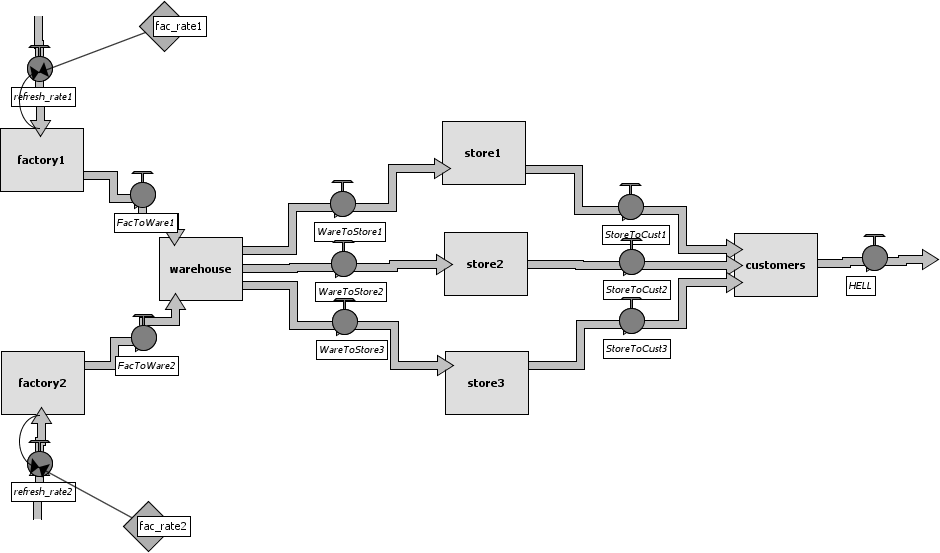 fac_rate1
refresh_rate1
factory1
FacToWare1
warehouse
FacToWare2
factory2
refresh_rate2
fac_rate2
WareToStore1
WareToStore2
WareToStore3
store1
store2
store3
StoreToCust1
StoreToCust2
StoreToCust3
customers
HELL